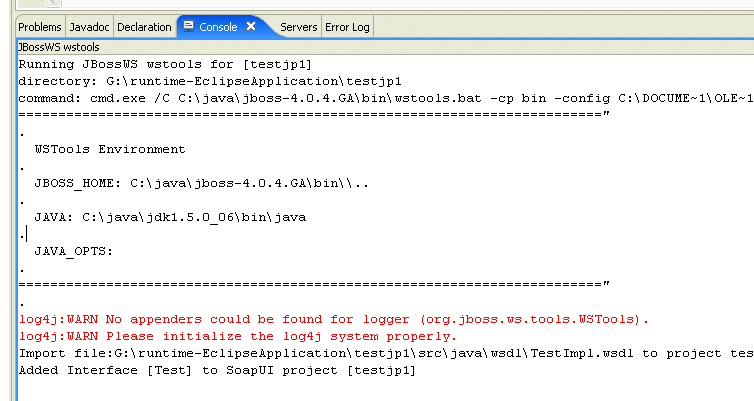 Problems Javadoc Declaration Console Servers Error Log
JBossWS wstools
Running JBossWS wstools for [testjp1]
directory: G:\runtime-EclipseApplication\testjp1
command: cmd.exe /C C:\java\jboss-4.0.4.GA\bin\wstools.bat -cp bin -config C:\DOCUME~1\OLE~1
========================================================================="
.
WSTools Environment
.
JBOSS_HOME: C:\java\jboss-4.0.4.GA\bin\\..
.
JAVA: C:\java\jdk1.5.0_06\bin\java
.
JAVA_OPTS:
.
========================================================================="
.
log4j:WARN No appenders could be found for logger (org.jboss.ws.tools.WSTools).
log4j:WARN Please initialize the log4j system properly.
Import file:G:\runtime-EclipseApplication\testjp1\src\java\wsdl\TestImpl.wsdl to project tes
Added Interface [Test] to SoapUI project [testjp1]